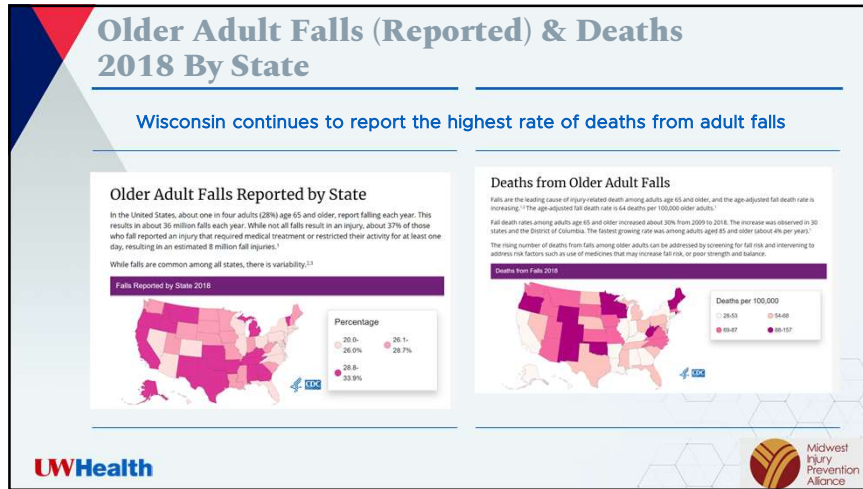 Older Adult Falls (Reported) & Deaths
2018 By State
Wisconsin continues to report the highest rate of deaths from adult falls
Older Adult Falls Reported by State
In the United States, about one in four adults (28%) age 65 and older, report falling each year. This
results in about 36 million falls each year. While not all falls result in an injury, about 37% of those
who fall reported an injury that required medical treatment or restricted their activity for at least one
day, resulting in an estimated 8 million fall injuries.¹
While falls are common among all states, there is variability.²,³
Falls Reported by State 2018
Percentage
20.0-
26.0%
26.1-
28.7%
28.8-
33.9%
CDC
Deaths from Older Adult Falls
Falls are the leading cause of injury-related death among adults age 65 and older, and the age-adjusted fall death rate is
increasing.¹,² The age-adjusted fall death rate is 64 deaths per 100,000 older adults.¹
Fall death rates among adults age 65 and older increased about 30% from 2009 to 2018. The increase was observed in 30
states and the District of Columbia. The fastest growing rate was among adults aged 85 and older (about 4% per year).¹
The rising number of deaths from falls among older adults can be addressed by screening for fall risk and intervening to
address risk factors such as use of medicines that may increase fall risk, or poor strength and balance.
Deaths from Falls 2018
Deaths per 100,000
54-68
69-87
CDC
UWHealth
Midwest
Injury
Prevention
Alliance